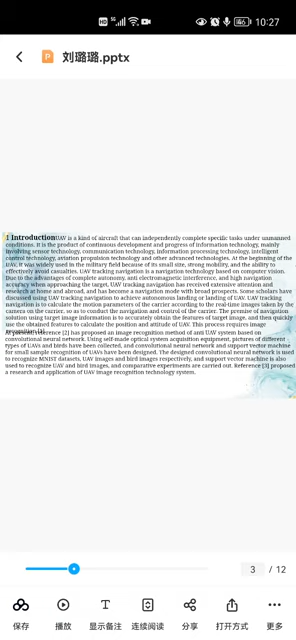 HD 5G 10:27
刘璐璐.pptx
1 Introduction UAV is a kind of aircraft that can independently complete specific tasks under unmanned
conditions. It is the product of continuous development and progress of information technology, mainly
involving sensor technology, communication technology, information processing technology, intelligent
control technology, aviation propulsion technology and other advanced technologies. At the beginning of the
UAV, it was widely used in the military field because of its small size, strong mobility, and the ability to
effectively avoid casualties. UAV tracking navigation is a navigation technology based on computer vision.
Due to the advantages of complete autonomy, anti electromagnetic interference, and high navigation
accuracy when approaching the target, UAV tracking navigation has received extensive attention and
research at home and abroad, and has become a navigation mode with broad prospects. Some scholars have
discussed using UAV tracking navigation to achieve autonomous landing or landing of UAV. UAV tracking
navigation is to calculate the motion parameters of the carrier according to the real-time images taken by the
camera on the carrier, so as to conduct the navigation and control of the carrier. The premise of navigation
solution using target image information is to accurately obtain the features of target image, and then quickly
use the obtained features to calculate the position and attitude of UAV. This process requires image
recognition [1].
At present, reference [2] has proposed an image recognition method of anti UAV system based on
convolutional neural network. Using self-made optical system acquisition equipment, pictures of different
types of UAVs and birds have been collected, and convolutional neural network and support vector machine
for small sample recognition of UAVs have been designed. The designed convolutional neural network is used
to recognize MNIST datasets, UAV images and bird images respectively, and support vector machine is also
used to recognize UAV and bird images, and comparative experiments are carried out. Reference [3] proposed
a research and application of UAV image recognition technology system.
3 / 12
保存 播放 显示备注 连续阅读 分享 打开方式 更多